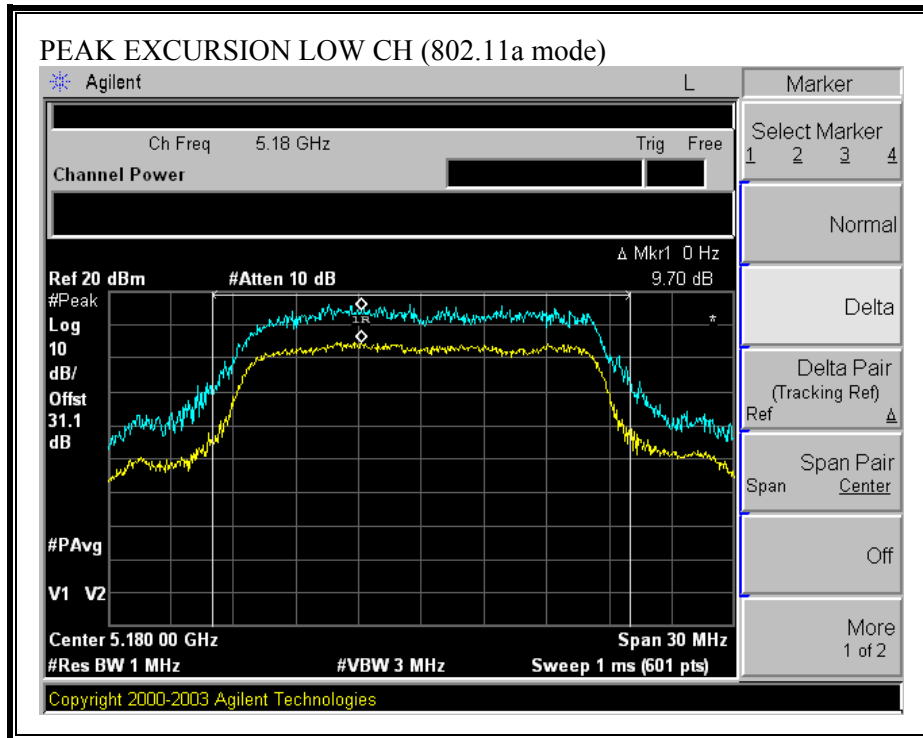 PEAK EXCURSION LOW CH (802.11a mode)
Agilent L Marker
Ch Freq 5.18 GHz Trig Free
Channel Power
Select Marker
1 2 3 4
Normal
Δ Mkr1 0 Hz
Ref 20 dBm #Atten 10 dB 9.70 dB
#Peak
Log
10
dB/
Offst
31.1
dB
1R
*
Delta
Delta Pair
(Tracking Ref)
Ref Δ
Span Pair
Span Center
#PAvg
Off
V1 V2
Center 5.180 00 GHz Span 30 MHz
#Res BW 1 MHz #VBW 3 MHz Sweep 1 ms (601 pts)
More
1 of 2
Copyright 2000-2003 Agilent Technologies